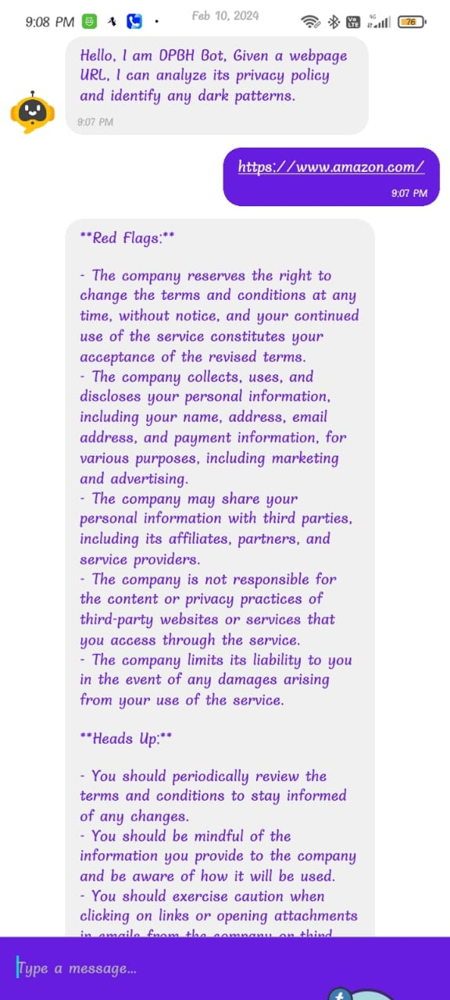 9:08 PM
Feb 10, 2024
Vo LTE
4G
76
Hello, I am DPBH Bot, Given a webpage
URL, I can analyze its privacy policy
and identify any dark patterns.
9:07 PM
https://www.amazon.com/
9:07 PM
**Red Flags:**
- The company reserves the right to
change the terms and conditions at any
time, without notice, and your continued
use of the service constitutes your
acceptance of the revised terms.
- The company collects, uses, and
discloses your personal information,
including your name, address, email
address, and payment information, for
various purposes, including marketing
and advertising.
- The company may share your
personal information with third parties,
including its affiliates, partners, and
service providers.
- The company is not responsible for
the content or privacy practices of
third-party websites or services that
you access through the service.
- The company limits its liability to you
in the event of any damages arising
from your use of the service.
**Heads Up:**
- You should periodically review the
terms and conditions to stay informed
of any changes.
- You should be mindful of the
information you provide to the company
and be aware of how it will be used.
- You should exercise caution when
clicking on links or opening attachments
in emails from the company or third
Type a message...